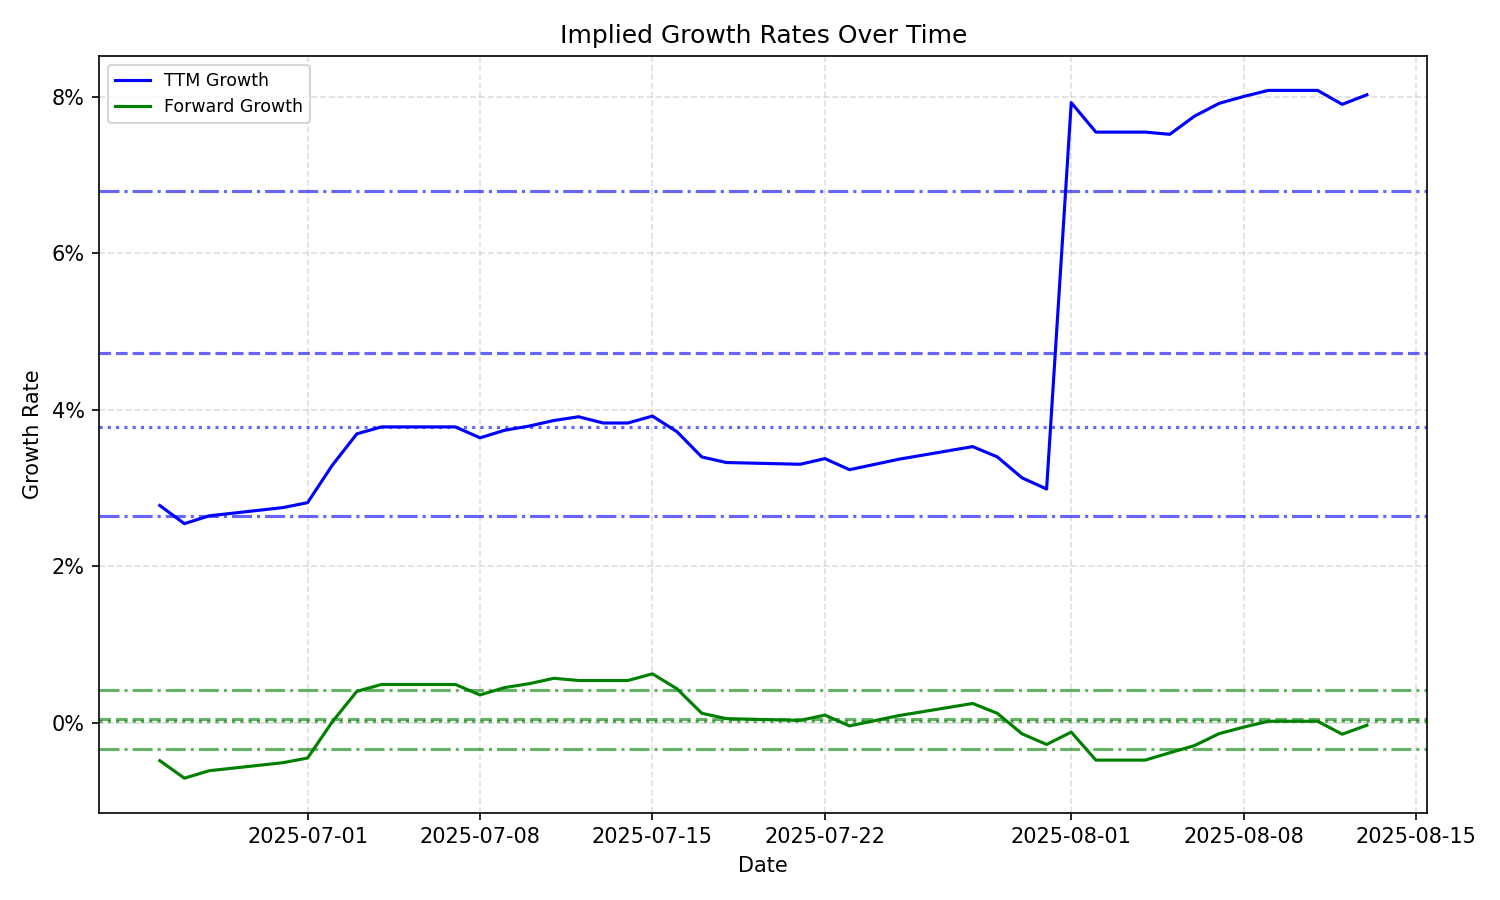 Implied Growth Rates Over Time
TTM Growth
Forward Growth
8%
6%
4%
2%
0%
Growth Rate
2025-07-01
2025-07-08
2025-07-15
2025-07-22
2025-08-01
2025-08-08
2025-08-15
Date